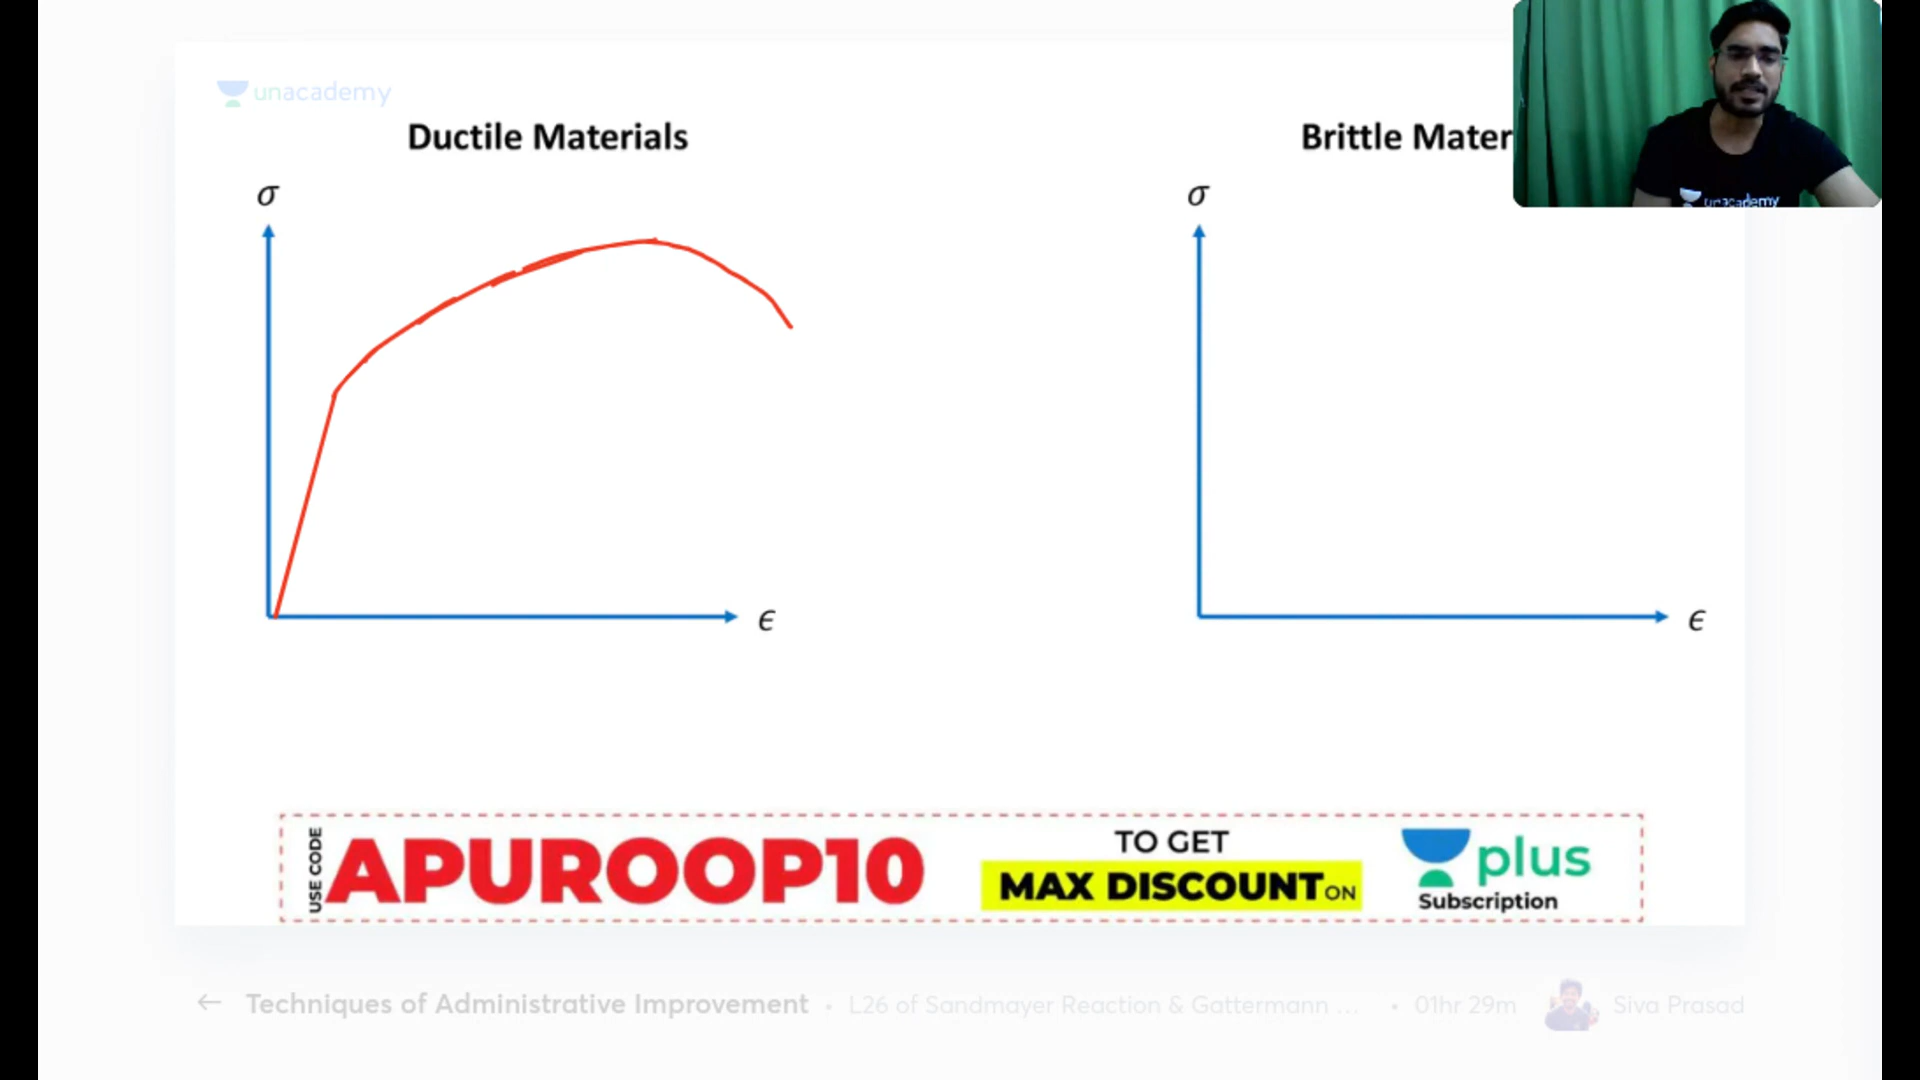 unacademy
Ductile Materials
Brittle Mater
σ
σ
unacademy
ϵ
ϵ
USE CODE
APUROOP10
TO GET
MAX DISCOUNT ON
plus
Subscription
← Techniques of Administrative Improvement • L26 of Sandmayer Reaction & Gattermann ... • 01hr 29m Siva Prasad